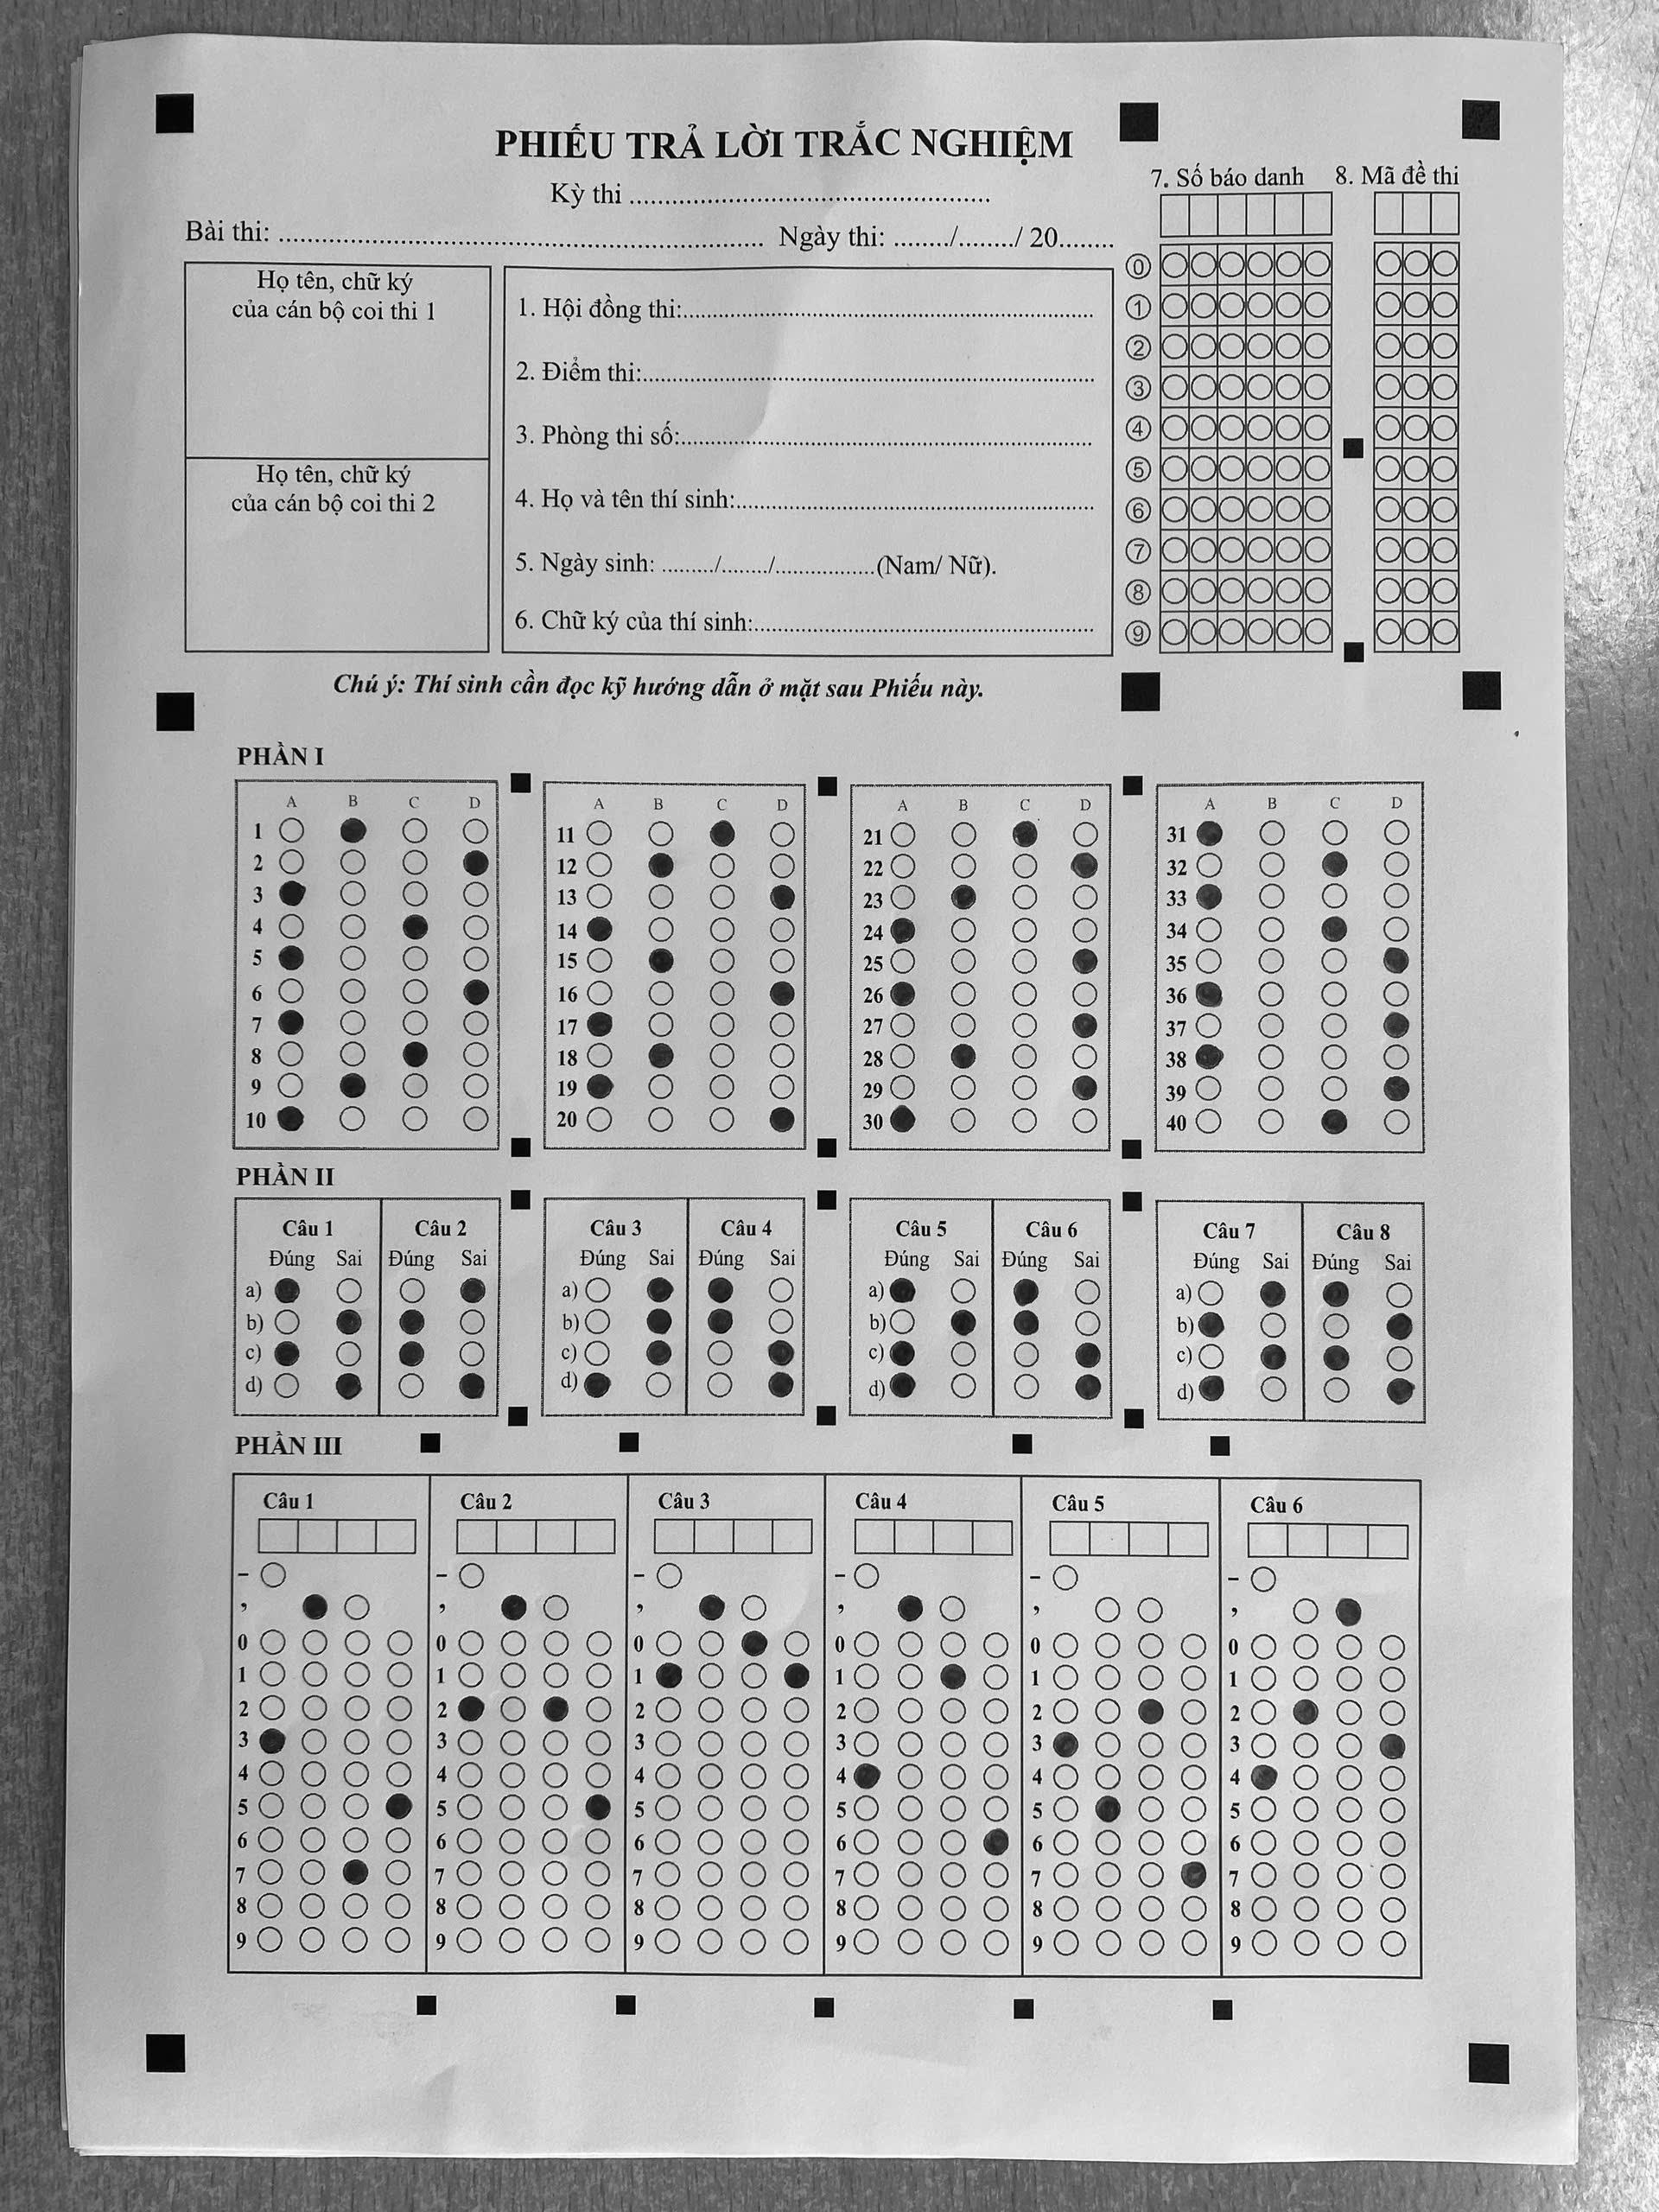 PHIẾU TRẢ LỜI TRẮC NGHIỆM
Kỳ thi ....................................................
Bài thi: .................................................................... Ngày thi: ......../......../ 20........
7. Số báo danh 8. Mã đề thi
0
1
2
3
4
5
6
7
8
9
Họ tên, chữ ký
của cán bộ coi thi 1
Họ tên, chữ ký
của cán bộ coi thi 2
1. Hội đồng thi:............................................................
2. Điểm thi:..................................................................
3. Phòng thi số:............................................................
4. Họ và tên thí sinh:....................................................
5. Ngày sinh: ......../......../...............(Nam/ Nữ).
6. Chữ ký của thí sinh:.................................................
Chú ý: Thí sinh cần đọc kỹ hướng dẫn ở mặt sau Phiếu này.
PHẦN I
A B C D
1
2
3
4
5
6
7
8
9
10
A B C D
11
12
13
14
15
16
17
18
19
20
A B C D
21
22
23
24
25
26
27
28
29
30
A B C D
31
32
33
34
35
36
37
38
39
40
PHẦN II
Câu 1 Câu 2
Đúng Sai Đúng Sai
a)
b)
c)
d)
Câu 3 Câu 4
Đúng Sai Đúng Sai
a)
b)
c)
d)
Câu 5 Câu 6
Đúng Sai Đúng Sai
a)
b)
c)
d)
Câu 7 Câu 8
Đúng Sai Đúng Sai
a)
b)
c)
d)
PHẦN III
Câu 1
-
,
0
1
2
3
4
5
6
7
8
9
Câu 2
-
,
0
1
2
3
4
5
6
7
8
9
Câu 3
-
,
0
1
2
3
4
5
6
7
8
9
Câu 4
-
,
0
1
2
3
4
5
6
7
8
9
Câu 5
-
,
0
1
2
3
4
5
6
7
8
9
Câu 6
-
,
0
1
2
3
4
5
6
7
8
9